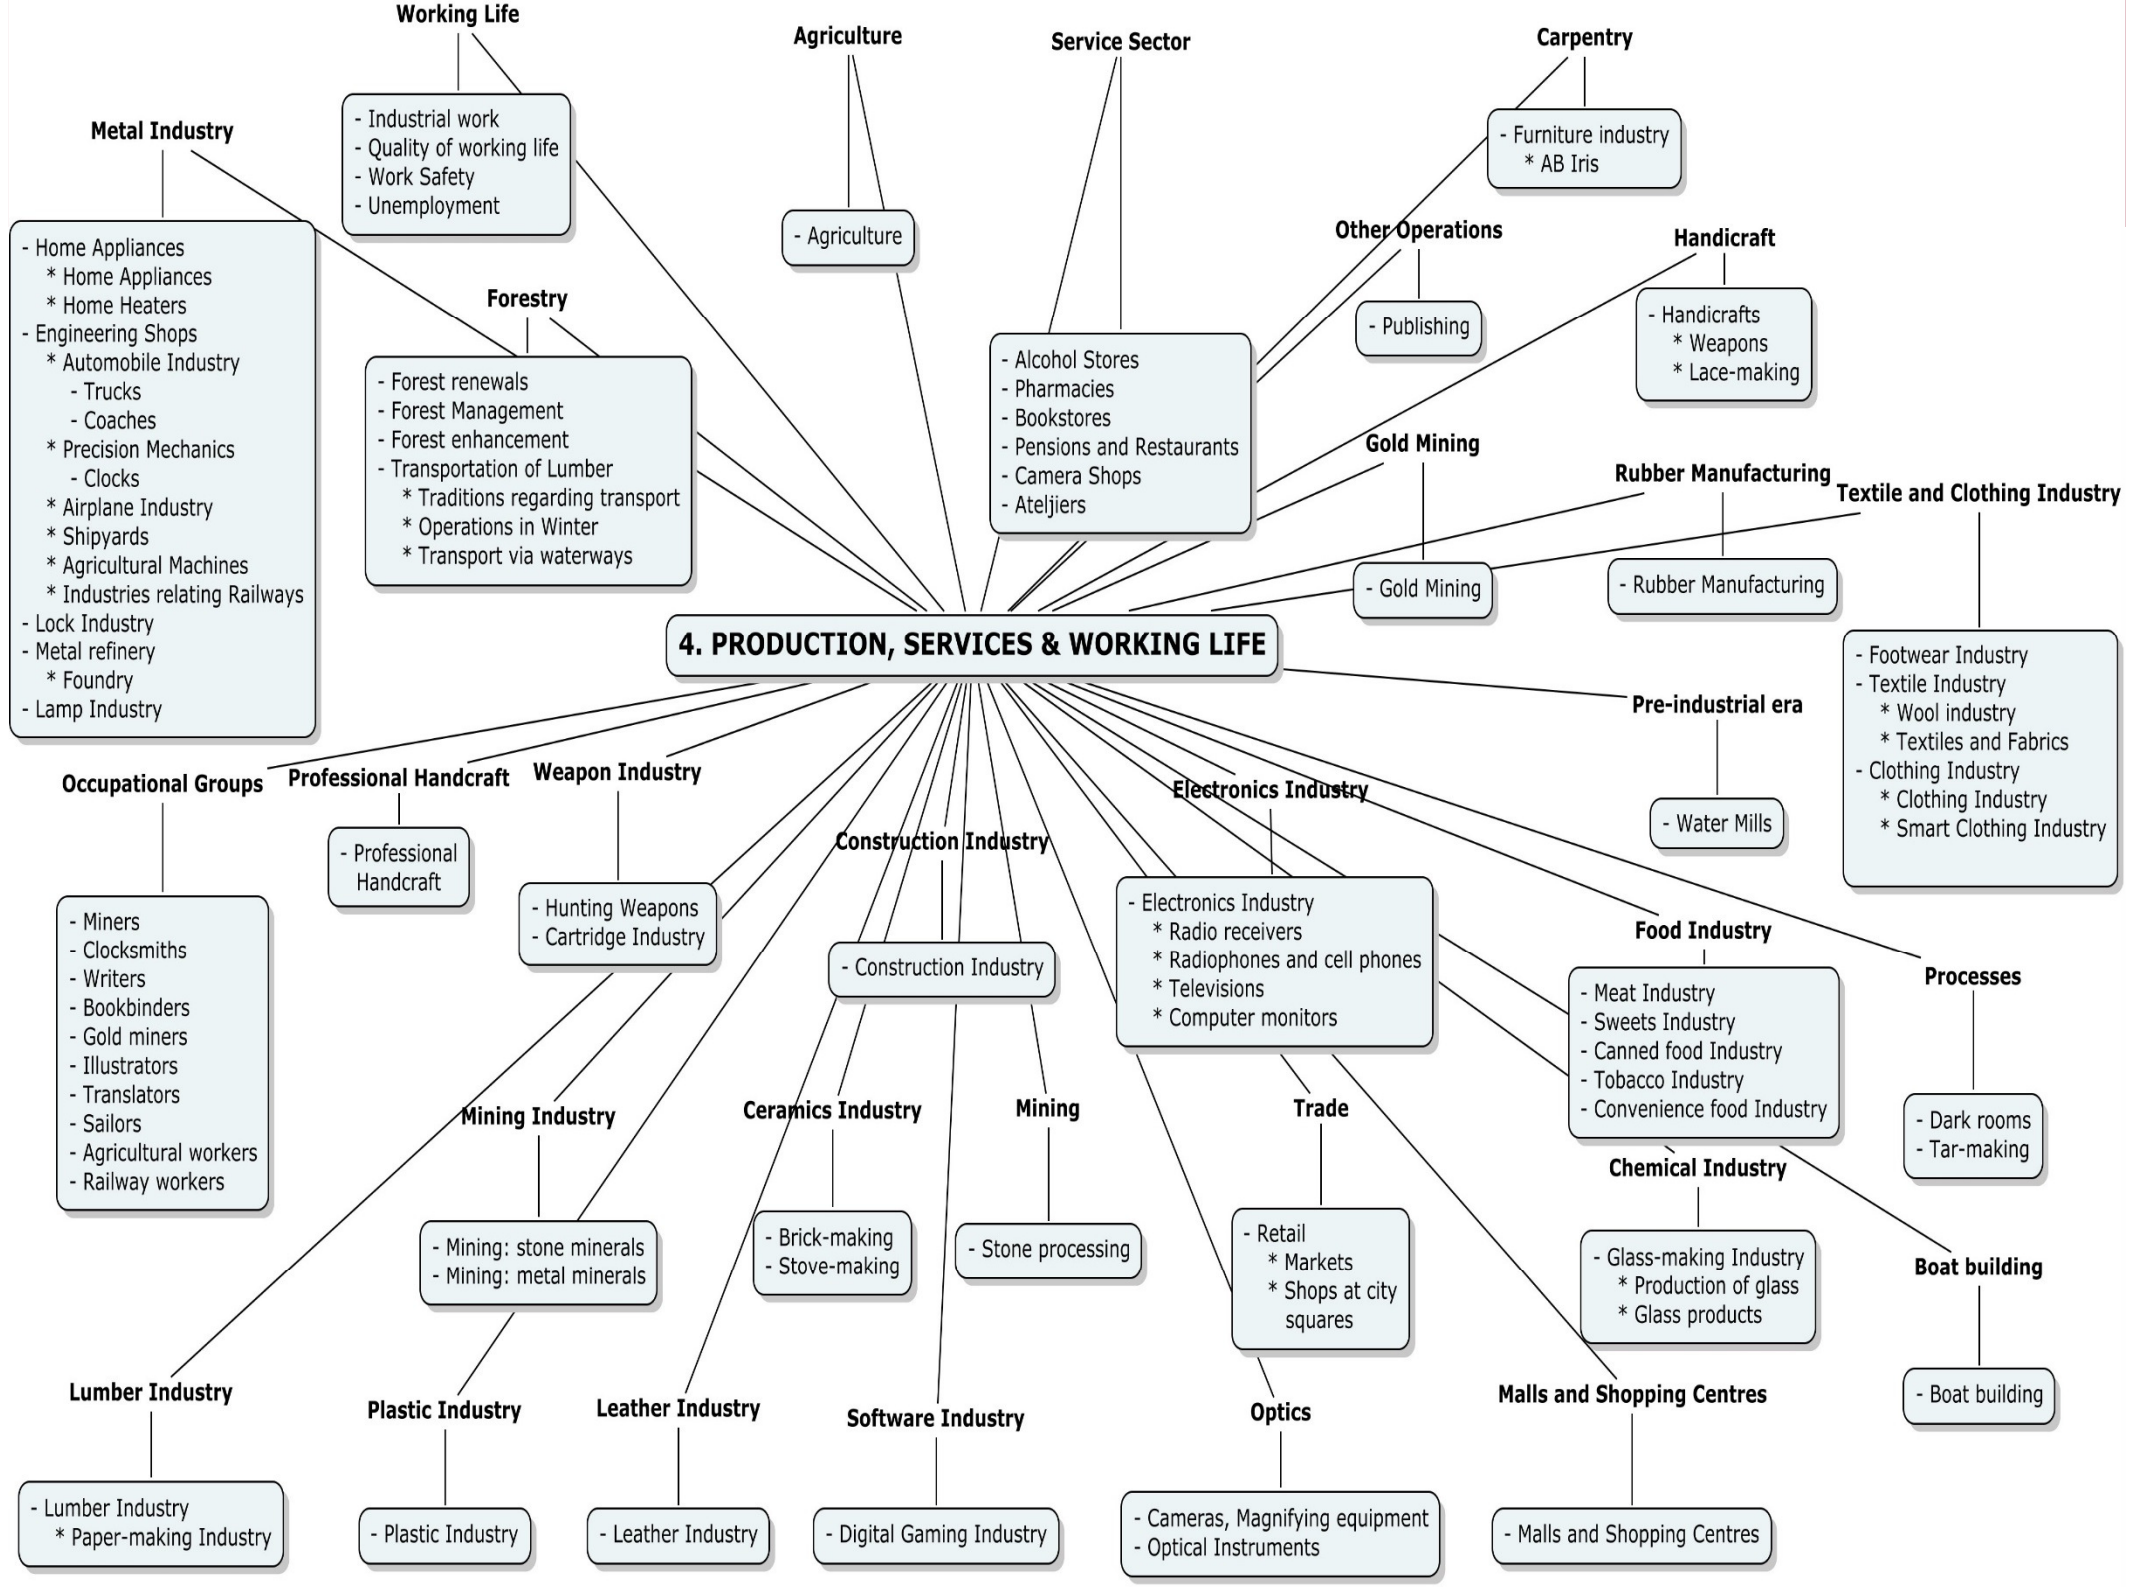 Working Life
- Industrial work
- Quality of working life
- Work Safety
- Unemployment
Agriculture
- Agriculture
Service Sector
- Alcohol Stores
- Pharmacies
- Bookstores
- Pensions and Restaurants
- Camera Shops
- Ateljiers
Carpentry
- Furniture industry
* AB Iris
Metal Industry
- Home Appliances
* Home Appliances
* Home Heaters
- Engineering Shops
* Automobile Industry
- Trucks
- Coaches
* Precision Mechanics
- Clocks
* Airplane Industry
* Shipyards
* Agricultural Machines
* Industries relating Railways
- Lock Industry
- Metal refinery
* Foundry
- Lamp Industry
Forestry
- Forest renewals
- Forest Management
- Forest enhancement
- Transportation of Lumber
* Traditions regarding transport
* Operations in Winter
* Transport via waterways
Other Operations
- Publishing
Handicraft
- Handicrafts
* Weapons
* Lace-making
Gold Mining
- Gold Mining
Rubber Manufacturing
- Rubber Manufacturing
Textile and Clothing Industry
- Footwear Industry
- Textile Industry
* Wool industry
* Textiles and Fabrics
- Clothing Industry
* Clothing Industry
* Smart Clothing Industry
4. PRODUCTION, SERVICES & WORKING LIFE
Pre-industrial era
- Water Mills
Occupational Groups
- Miners
- Clocksmiths
- Writers
- Bookbinders
- Gold miners
- Illustrators
- Translators
- Sailors
- Agricultural workers
- Railway workers
Professional Handcraft
- Professional
Handcraft
Weapon Industry
- Hunting Weapons
- Cartridge Industry
Construction Industry
- Construction Industry
Electronics Industry
- Electronics Industry
* Radio receivers
* Radiophones and cell phones
* Televisions
* Computer monitors
Food Industry
- Meat Industry
- Sweets Industry
- Canned food Industry
- Tobacco Industry
- Convenience food Industry
Processes
- Dark rooms
- Tar-making
Mining Industry
- Mining: stone minerals
- Mining: metal minerals
Ceramics Industry
- Brick-making
- Stove-making
Mining
- Stone processing
Trade
- Retail
* Markets
* Shops at city
squares
Chemical Industry
- Glass-making Industry
* Production of glass
* Glass products
Boat building
- Boat building
Lumber Industry
- Lumber Industry
* Paper-making Industry
Plastic Industry
- Plastic Industry
Leather Industry
- Leather Industry
Software Industry
- Digital Gaming Industry
Optics
- Cameras, Magnifying equipment
- Optical Instruments
Malls and Shopping Centres
- Malls and Shopping Centres